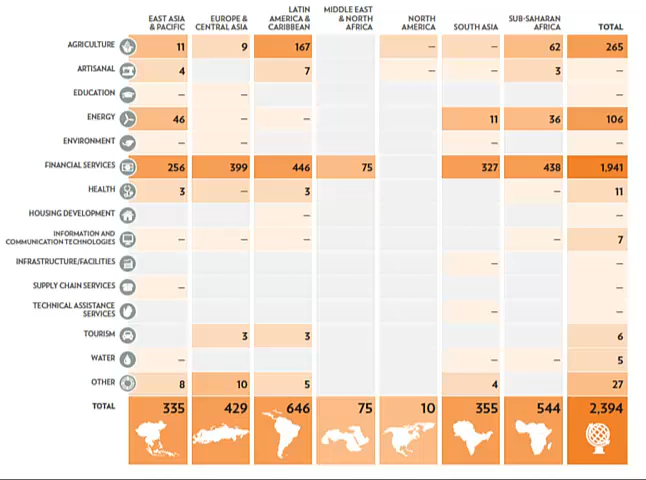 EAST ASIA & PACIFIC EUROPE & CENTRAL ASIA LATIN AMERICA & CARIBBEAN MIDDLE EAST & NORTH AFRICA NORTH AMERICA SOUTH ASIA SUB-SAHARAN AFRICA TOTAL
AGRICULTURE 11 9 167 – – 62 265
ARTISANAL 4 7 – – 3 –
EDUCATION – – –
ENERGY 46 – – 11 36 106
ENVIRONMENT – – – –
FINANCIAL SERVICES 256 399 446 75 327 438 1,941
HEALTH 3 – 3 – 11
HOUSING DEVELOPMENT – –
INFORMATION AND COMMUNICATION TECHNOLOGIES – – – – 7
INFRASTRUCTURE/FACILITIES – –
SUPPLY CHAIN SERVICES – –
TECHNICAL ASSISTANCE SERVICES – –
TOURISM 3 3 6
WATER – – – 5
OTHER 8 10 5 4 27
TOTAL 335 429 646 75 10 355 544 2,394